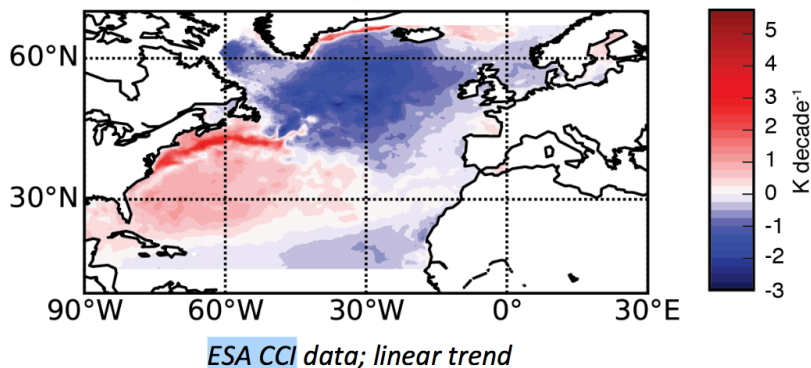 60°N
30°N
90°W 60°W 30°W 0° 30°E
5
4
3
2
1
0
-1
-2
-3
K decade⁻¹
ESA CCI data; linear trend